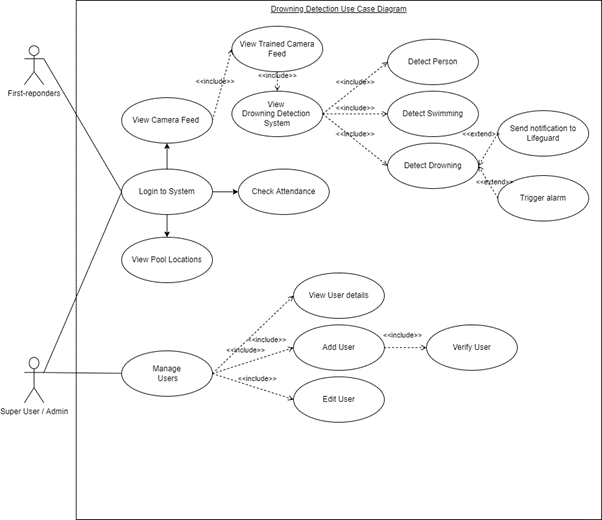 Drowning Detection Use Case Diagram
First-reponders
View Trained Camera
Feed
<<include>>
<<include>>
View
Drowning Detection
System
View Camera Feed
Detect Person
<<include>>
Detect Swimming
<<include>>
Detect Drowning
<<include>>
Send notification to
Lifeguard
<<extend>>
Trigger alarm
<<extend>>
Login to System
Check Attendance
View Pool Locations
Super User / Admin
Manage
Users
View User details
<<include>>
Add User
<<include>>
Edit User
<<include>>
<<include>>
Verify User